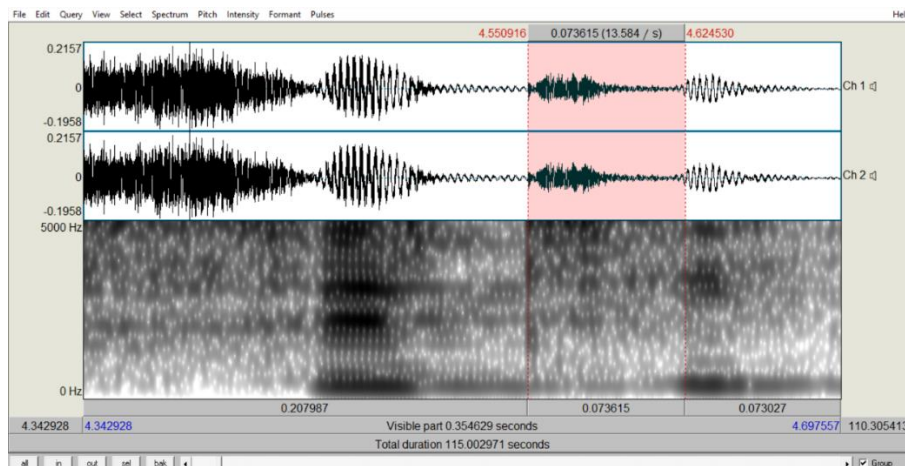 File Edit Query View Select Spectrum Pitch Intensity Formant Pulses Hel
4.550916 0.073615 (13.584 / s) 4.624530
0.2157
0
-0.1958
Ch 1
0.2157
0
-0.1958
Ch 2
5000 Hz
0 Hz
0.207987 0.073615 0.073027
4.342928 4.342928 Visible part 0.354629 seconds 4.697557 110.305413
Total duration 115.002971 seconds
all in out sel bak Group